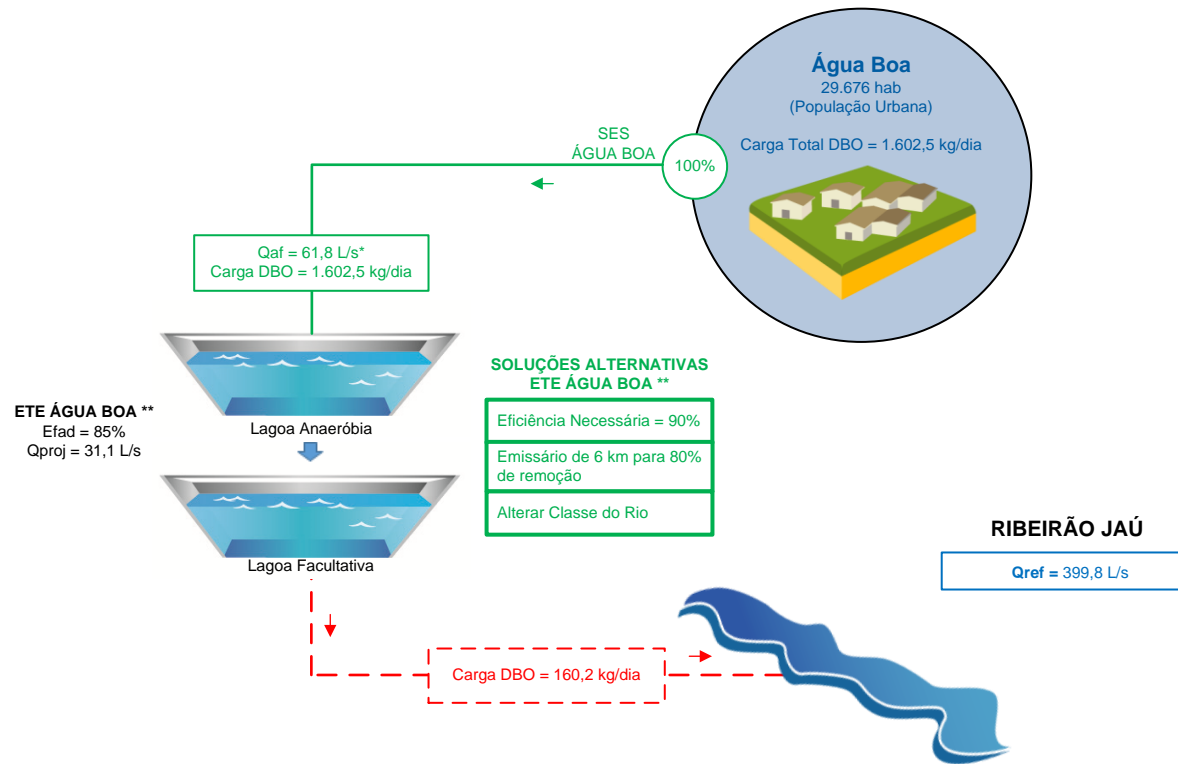 Água Boa
29.676 hab
(População Urbana)
Carga Total DBO = 1.602,5 kg/dia
SES
ÁGUA BOA
100%
Qaf = 61,8 L/s*
Carga DBO = 1.602,5 kg/dia
ETE ÁGUA BOA **
Efad = 85%
Qproj = 31,1 L/s
Lagoa Anaeróbia
Lagoa Facultativa
SOLUÇÕES ALTERNATIVAS
ETE ÁGUA BOA **
Eficiência Necessária = 90%
Emissário de 6 km para 80%
de remoção
Alterar Classe do Rio
RIBEIRÃO JAÚ
Qref = 399,8 L/s
Carga DBO = 160,2 kg/dia